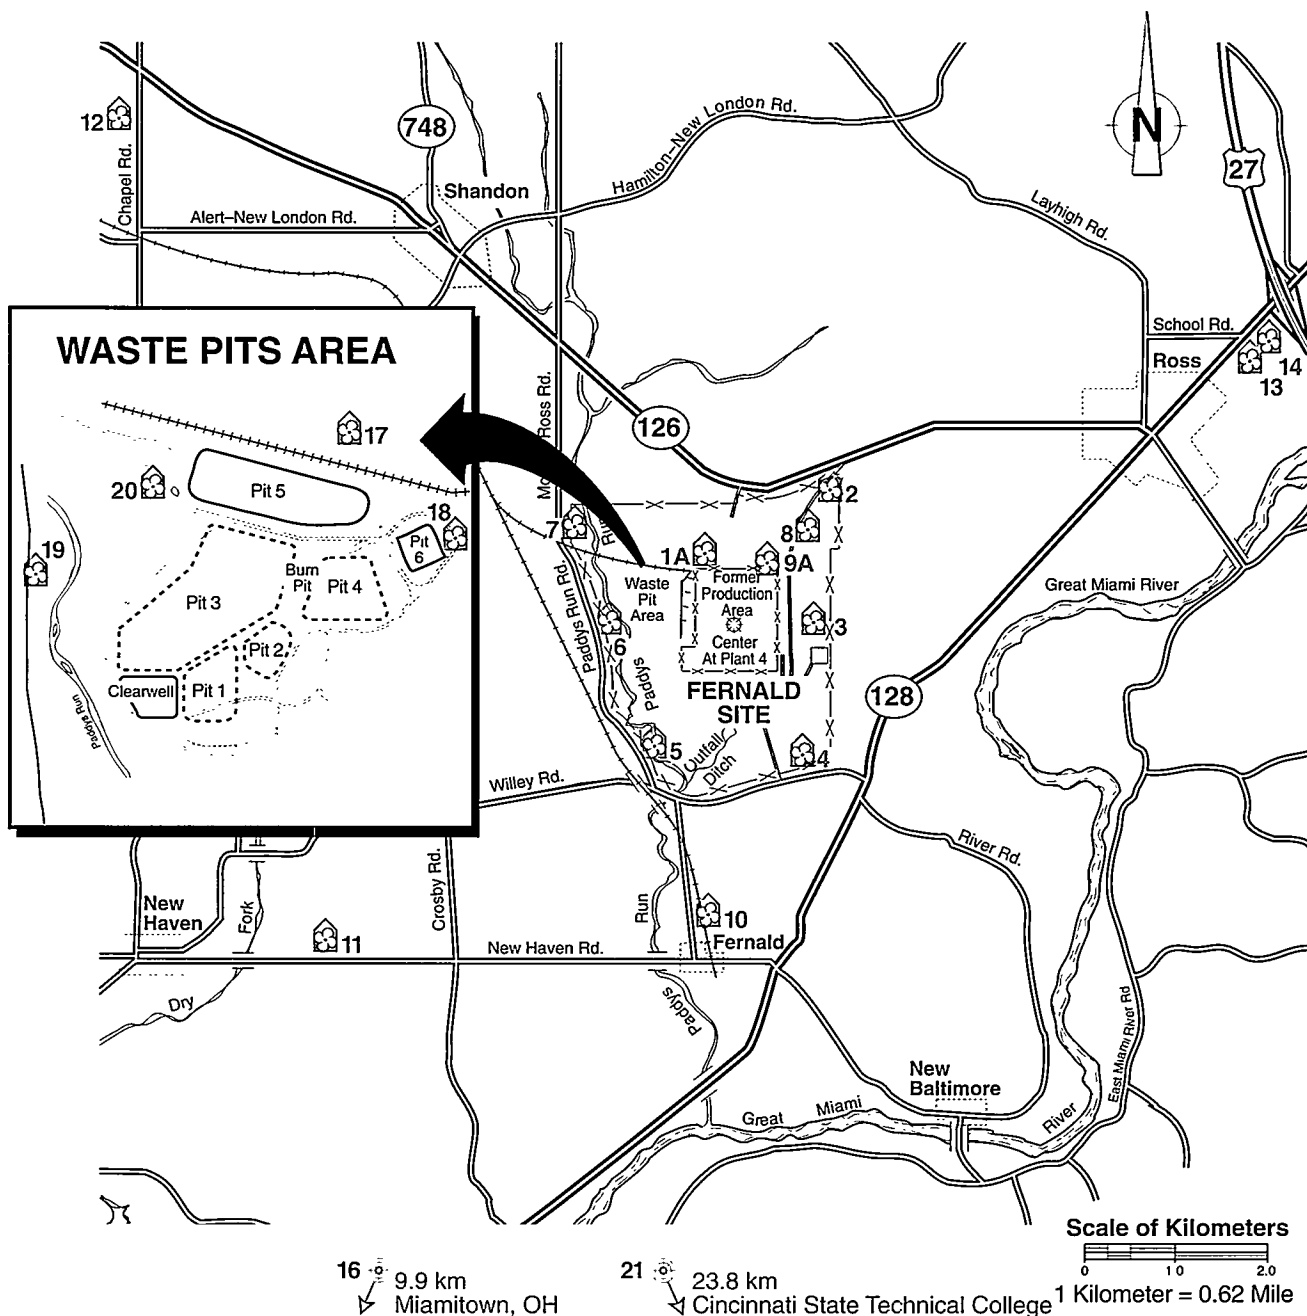 N
27
748
12
Chapel Rd.
Shandon
Hamilton–New London Rd.
Alert–New London Rd.
Layhigh Rd.
School Rd.
Ross
14
13
WASTE PITS AREA
17
20
Pit 5
18
Pit
6
19
Burn
Pit
Pit 4
Pit 3
Pit 2
Clearwell
Pit 1
Paddys Run
Ross Rd.
126
2
7
8
1A
9A
Waste
Pit
Area
Former
Production
Area
Center
At Plant 4
3
6
Paddys Run Rd.
Paddys
FERNALD
SITE
128
Great Miami River
5
Outfall
Ditch
4
Willey Rd.
River Rd.
New
Haven
Fork
Crosby Rd.
Run
11
10
New Haven Rd.
Fernald
Dry
Paddys
New
Baltimore
East Miami River Rd
Great
Miami
River
Scale of Kilometers
0 1 0 2.0
1 Kilometer = 0.62 Mile
16
9.9 km
Miamitown, OH
21
23.8 km
Cincinnati State Technical College